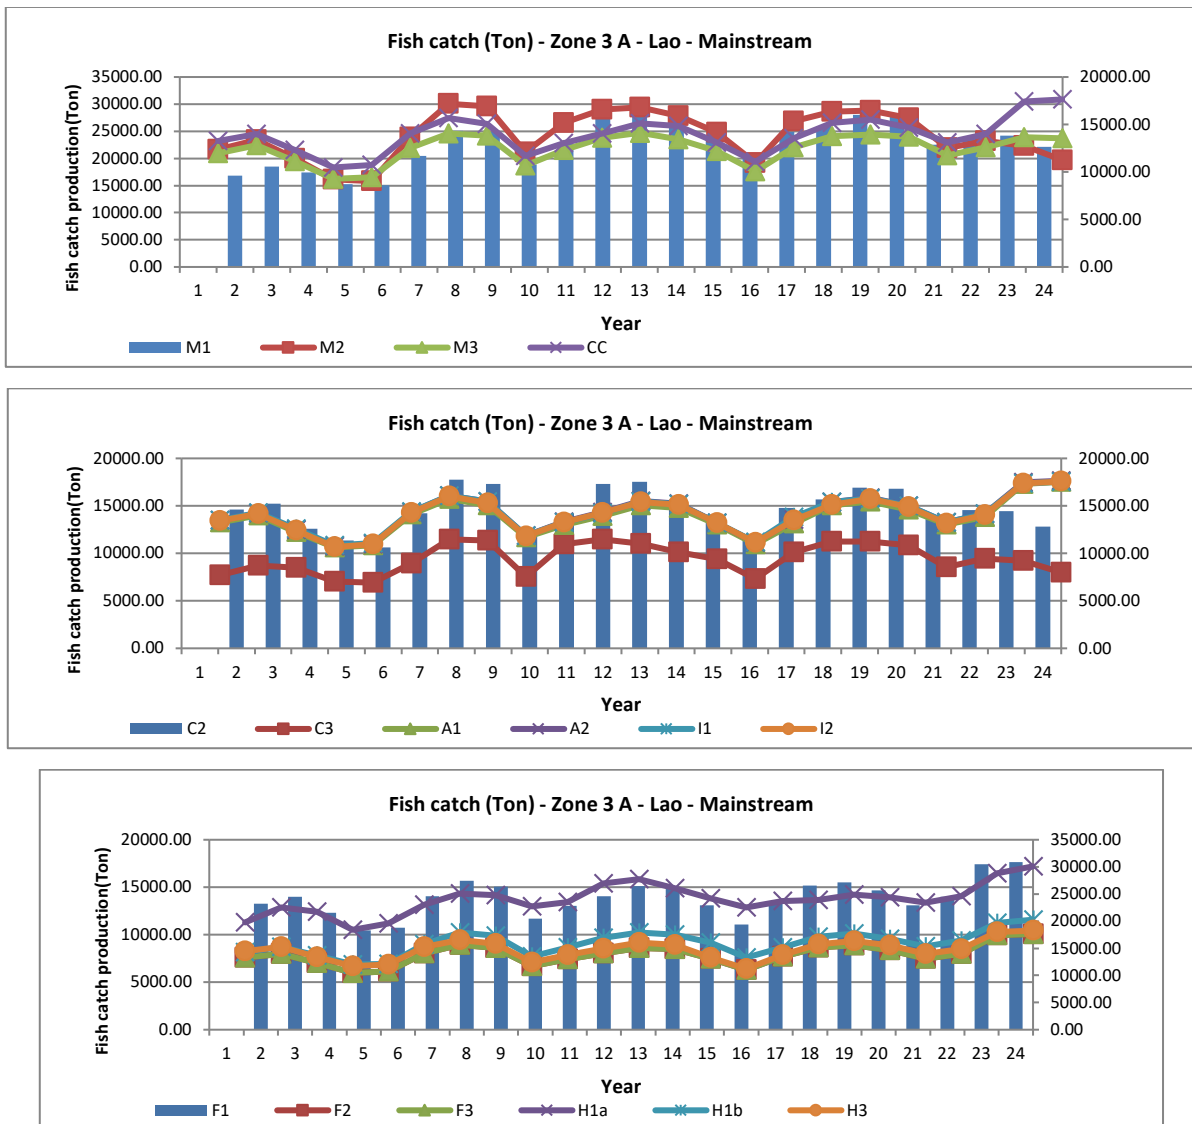 Fish catch (Ton) - Zone 3 A - Lao - Mainstream
Fish catch production(Ton)
35000.00
30000.00
25000.00
20000.00
15000.00
10000.00
5000.00
0.00
20000.00
15000.00
10000.00
5000.00
0.00
1 2 3 4 5 6 7 8 9 10 11 12 13 14 15 16 17 18 19 20 21 22 23 24
Year
M1 M2 M3 CC
Fish catch (Ton) - Zone 3 A - Lao - Mainstream
Fish catch production(Ton)
20000.00
15000.00
10000.00
5000.00
0.00
20000.00
15000.00
10000.00
5000.00
0.00
1 2 3 4 5 6 7 8 9 10 11 12 13 14 15 16 17 18 19 20 21 22 23 24
Year
C2 C3 A1 A2 I1 I2
Fish catch (Ton) - Zone 3 A - Lao - Mainstream
Fish catch production(Ton)
20000.00
15000.00
10000.00
5000.00
0.00
35000.00
30000.00
25000.00
20000.00
15000.00
10000.00
5000.00
0.00
1 2 3 4 5 6 7 8 9 10 11 12 13 14 15 16 17 18 19 20 21 22 23 24
Year
F1 F2 F3 H1a H1b H3